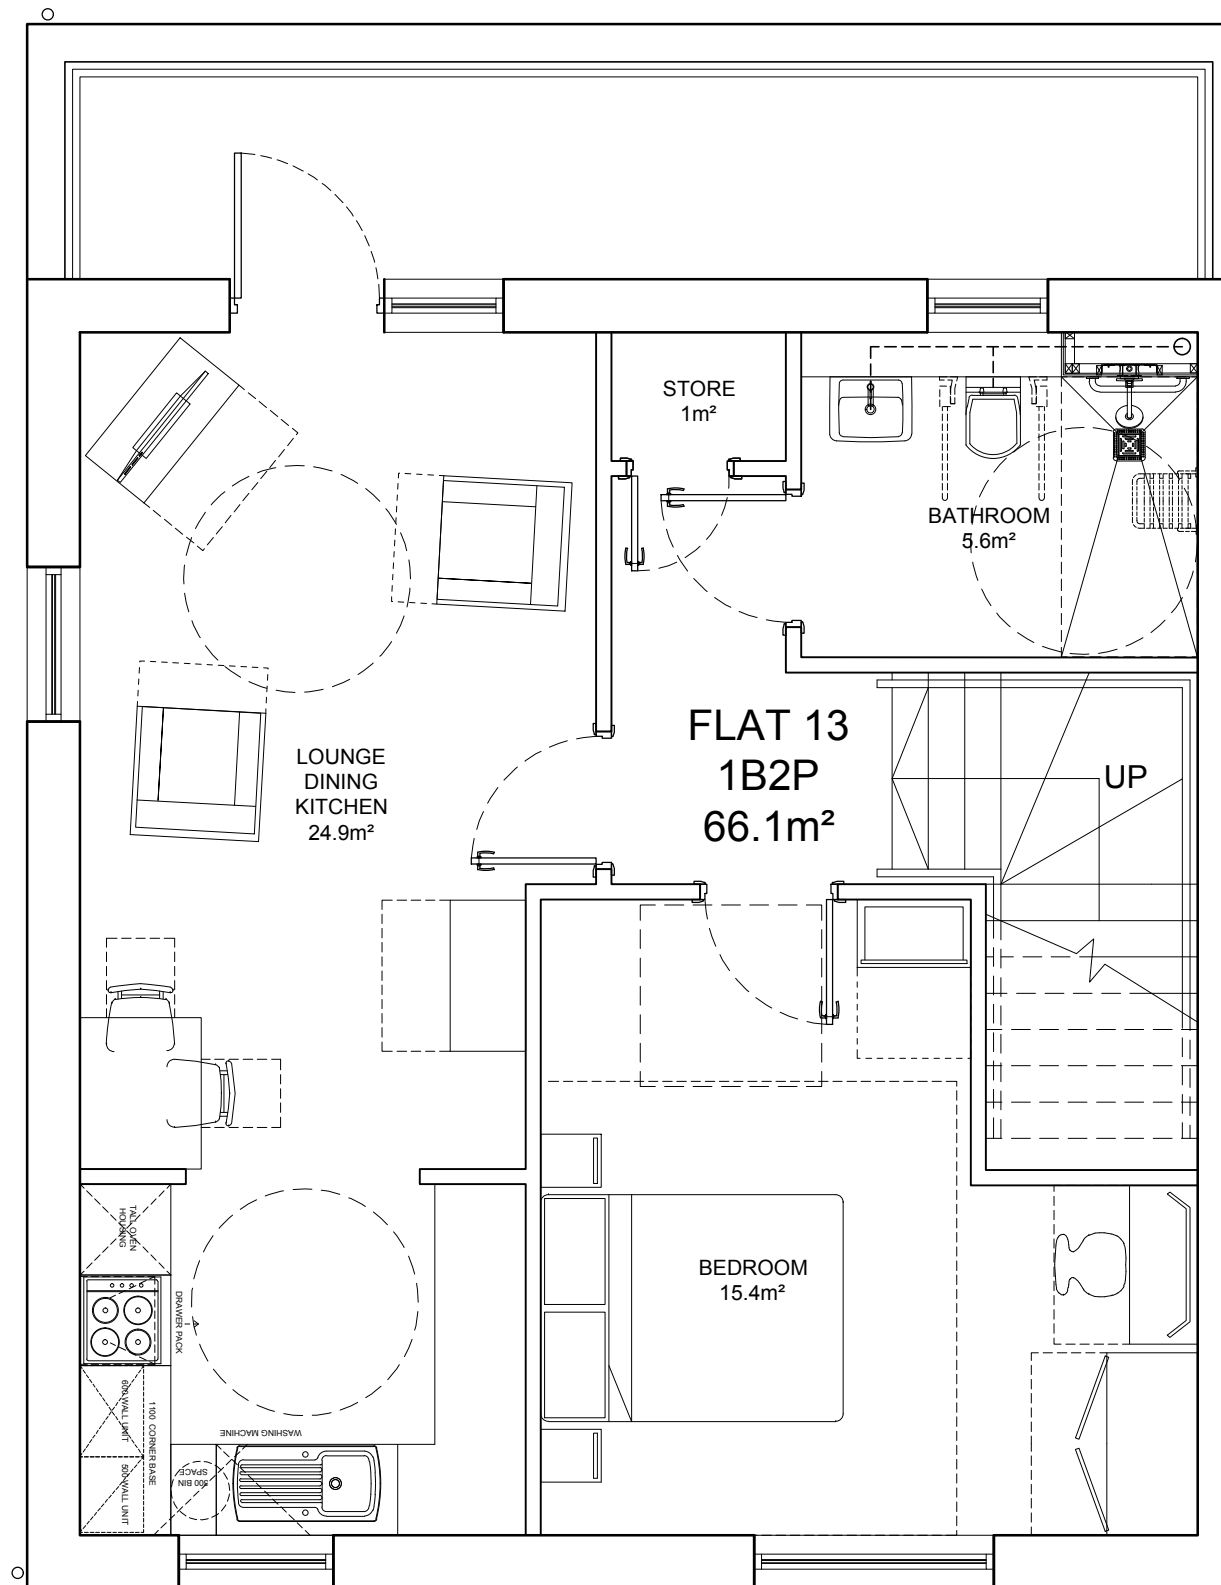 STORE
1m²
BATHROOM
5.6m²
FLAT 13
1B2P
66.1m²
UP
LOUNGE
DINING
KITCHEN
24.9m²
BEDROOM
15.4m²
TALL OVEN
HOUSING
DRAWER PACK
600 WALL UNIT
1100 CORNER BASE
500 WALL UNIT
WASHING MACHINE
300 BIN
SPACE